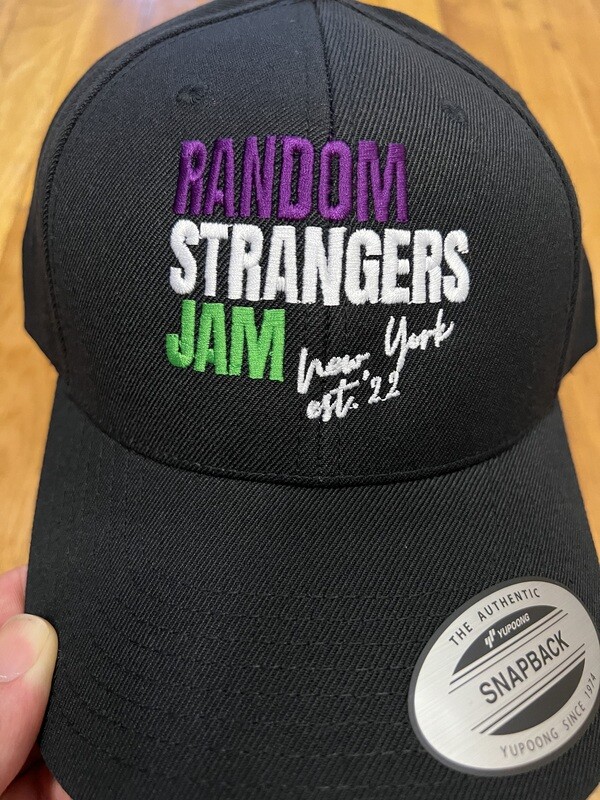 RANDOM
STRANGERS
JAM
new York
est. '22
THE AUTHENTIC
YUPOONG
SNAPBACK
YUPOONG SINCE 1974